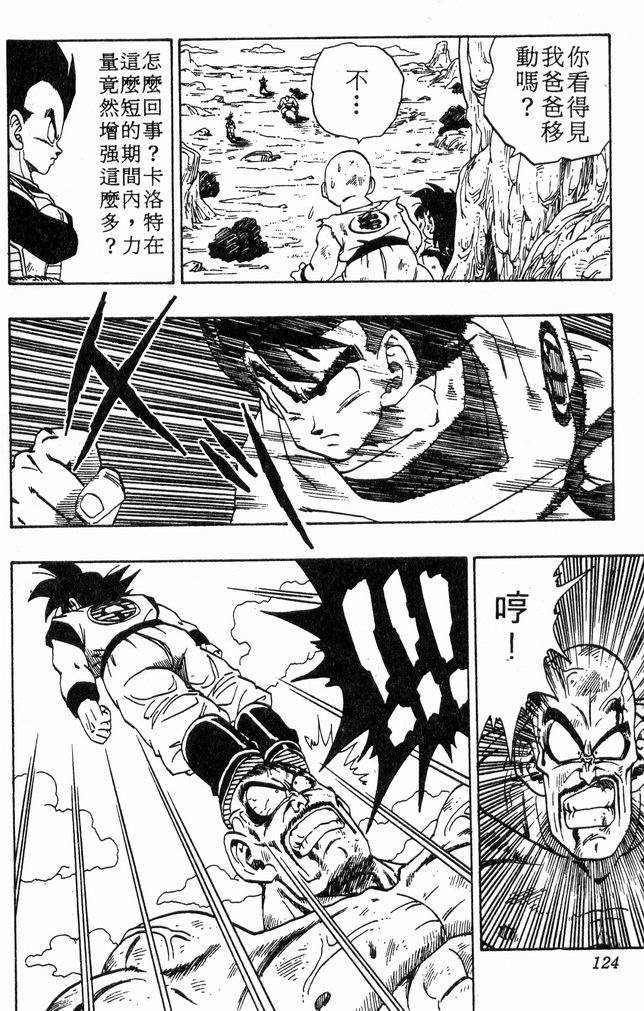 你看得見
我爸爸移
動嗎？
不…
怎麼回事？卡洛特在
這麼短的期間內，力
量竟然增强這麼多？
哼！
!!!
124